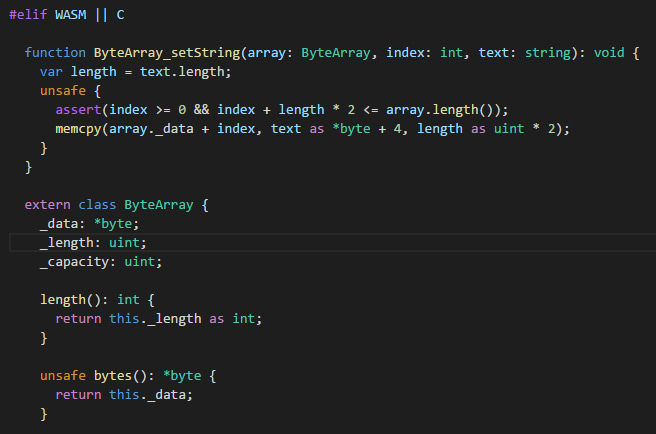 #elif WASM || C
function ByteArray_setString(array: ByteArray, index: int, text: string): void {
var length = text.length;
unsafe {
assert(index >= 0 && index + length * 2 <= array.length());
memcpy(array._data + index, text as *byte + 4, length as uint * 2);
}
}
extern class ByteArray {
_data: *byte;
_length: uint;
_capacity: uint;
length(): int {
return this._length as int;
}
unsafe bytes(): *byte {
return this._data;
}